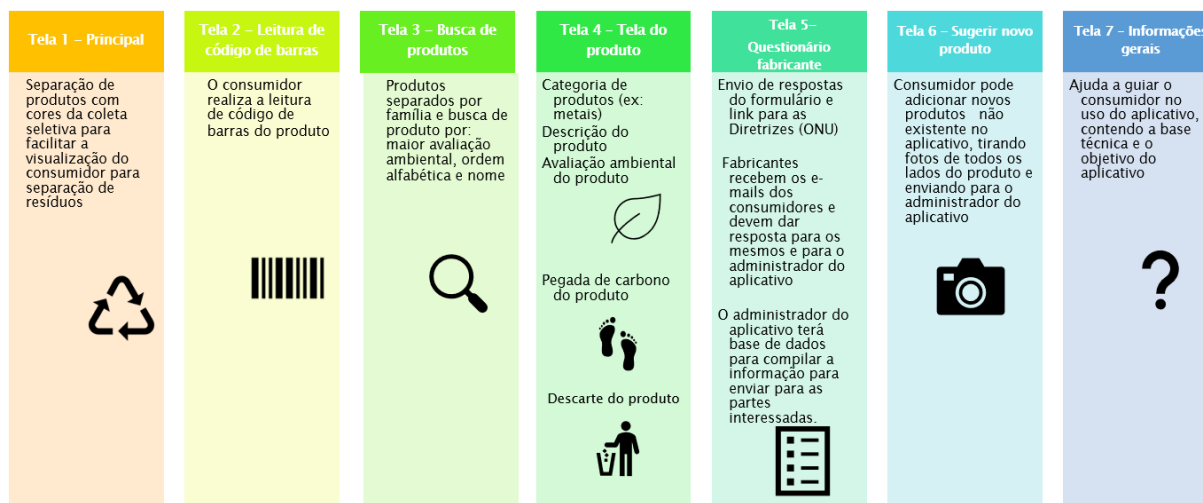 Tela 1 – Principal
Separação de
produtos com
cores da coleta
seletiva para
facilitar a
visualização do
consumidor para
separação de
resíduos
Tela 2 – Leitura de
código de barras
O consumidor
realiza a leitura
de código de
barras do produto
Tela 3 – Busca de
produtos
Produtos
separados por
família e busca de
produto por:
maior avaliação
ambiental, ordem
alfabética e nome
Tela 4 – Tela do
produto
Categoria de
produtos (ex:
metais)
Descrição do
produto
Avaliação ambiental
do produto
Pegada de carbono
do produto
Descarte do produto
Tela 5–
Questionário
fabricante
Envio de respostas
do formulário e
link para as
Diretrizes (ONU)
Fabricantes
recebem os e-
mails dos
consumidores e
devem dar
resposta para os
mesmos e para o
administrador do
aplicativo
O administrador do
aplicativo terá
base de dados
para compilar a
informação para
enviar para as
partes
interessadas.
Tela 6 – Sugerir novo
produto
Consumidor pode
adicionar novos
produtos não
existente no
aplicativo, tirando
fotos de todos os
lados do produto e
enviando para o
administrador do
aplicativo
Tela 7 – Informações
gerais
Ajuda a guiar o
consumidor no
uso do aplicativo,
contendo a base
técnica e o
objetivo do
aplicativo